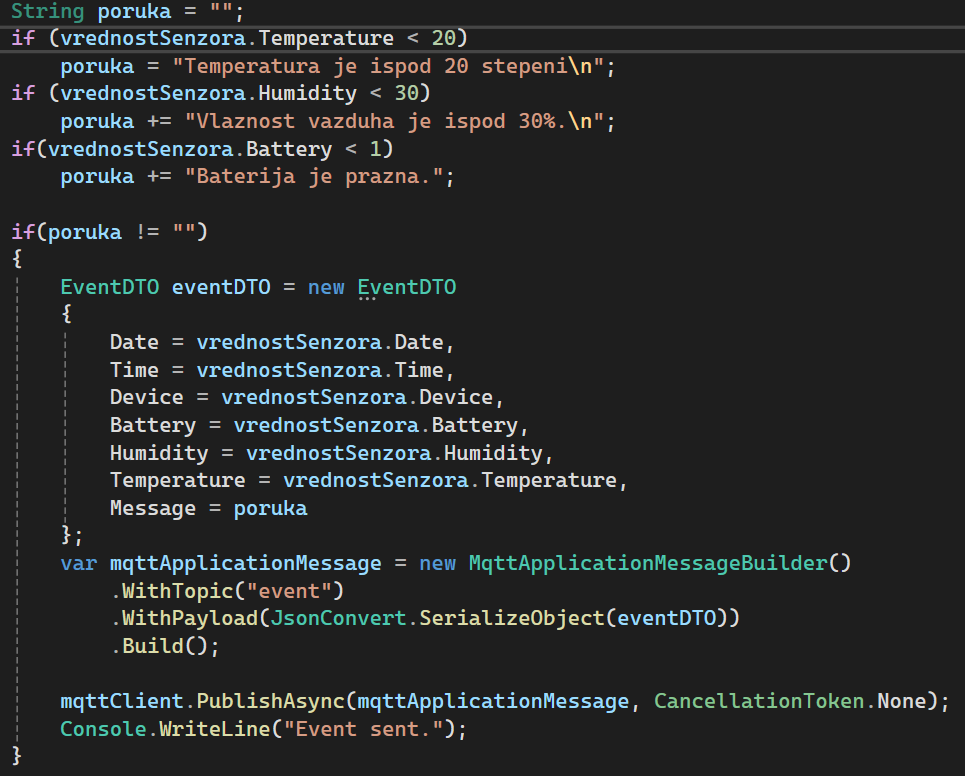 String poruka = "";
if (vrednostSenzora.Temperature < 20)
    poruka = "Temperatura je ispod 20 stepeni\n";
if (vrednostSenzora.Humidity < 30)
    poruka += "Vlaznost vazduha je ispod 30%.\n";
if(vrednostSenzora.Battery < 1)
    poruka += "Baterija je prazna.";

if(poruka != "")
{
    EventDTO eventDTO = new EventDTO
    {
        Date = vrednostSenzora.Date,
        Time = vrednostSenzora.Time,
        Device = vrednostSenzora.Device,
        Battery = vrednostSenzora.Battery,
        Humidity = vrednostSenzora.Humidity,
        Temperature = vrednostSenzora.Temperature,
        Message = poruka
    };
    var mqttApplicationMessage = new MqttApplicationMessageBuilder()
        .WithTopic("event")
        .WithPayload(JsonConvert.SerializeObject(eventDTO))
        .Build();

    mqttClient.PublishAsync(mqttApplicationMessage, CancellationToken.None);
    Console.WriteLine("Event sent.");
}